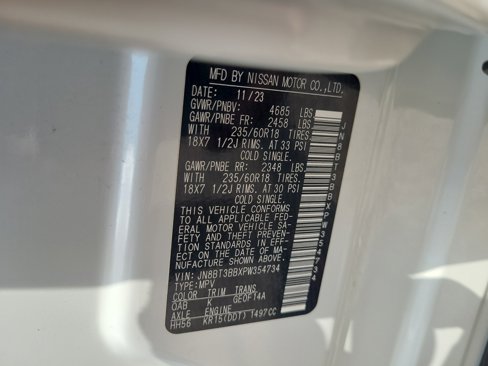 MFD BY NISSAN MOTOR CO.,LTD.
DATE: 11/23
GVWR/PNBV: 4685 LBS
GAWR/PNBE FR: 2458 LBS
WITH 235/60R18 TIRES,
18X7 1/2J RIMS, AT 33 PSI
COLD SINGLE.
GAWR/PNBE RR: 2348 LBS
WITH 235/60R18 TIRES,
18X7 1/2J RIMS, AT 30 PSI
COLD SINGLE.
THIS VEHICLE CONFORMS
TO ALL APPLICABLE FED-
ERAL MOTOR VEHICLE SA-
FETY AND THEFT PREVEN-
TION STANDARDS IN EFF-
ECT ON THE DATE OF MA-
NUFACTURE SHOWN ABOVE.
VIN: JN8BT3BBXPW354734
TYPE:MPV
COLOR TRIM TRANS
QAB K GE0F14A
AXLE ENGINE
HH56 KR15(DDT) 1497CC
JN8BT3BBXPW354734